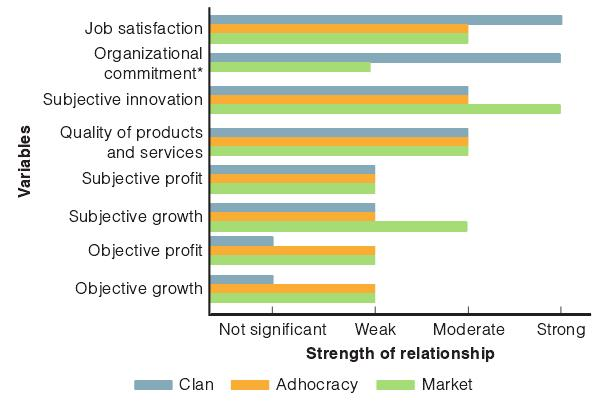 Job satisfaction
Organizational
commitment*
Subjective innovation
Quality of products
and services
Subjective profit
Subjective growth
Objective profit
Objective growth
Variables
Not significant Weak Moderate Strong
Strength of relationship
Clan Adhocracy Market